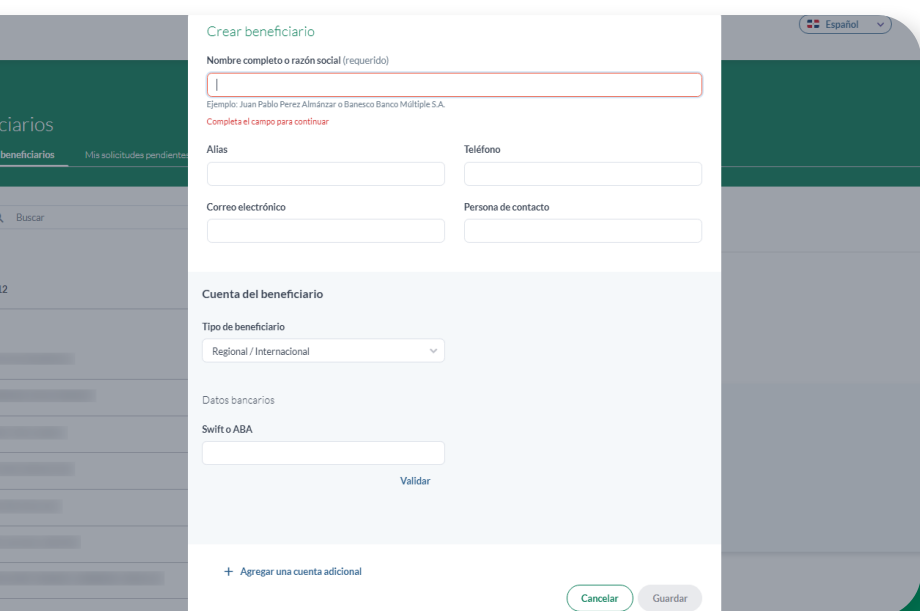 Español
Crear beneficiario
Nombre completo o razón social (requerido)
Ejemplo: Juan Pablo Perez Almánzar o Banesco Banco Múltiple S.A.
Completa el campo para continuar
ciarios
beneficiarios Mis solicitudes pendientes
Alias Teléfono
Buscar
Correo electrónico Persona de contacto
12
Cuenta del beneficiario
Tipo de beneficiario
Regional / Internacional
Datos bancarios
Swift o ABA
Validar
+ Agregar una cuenta adicional
Cancelar Guardar